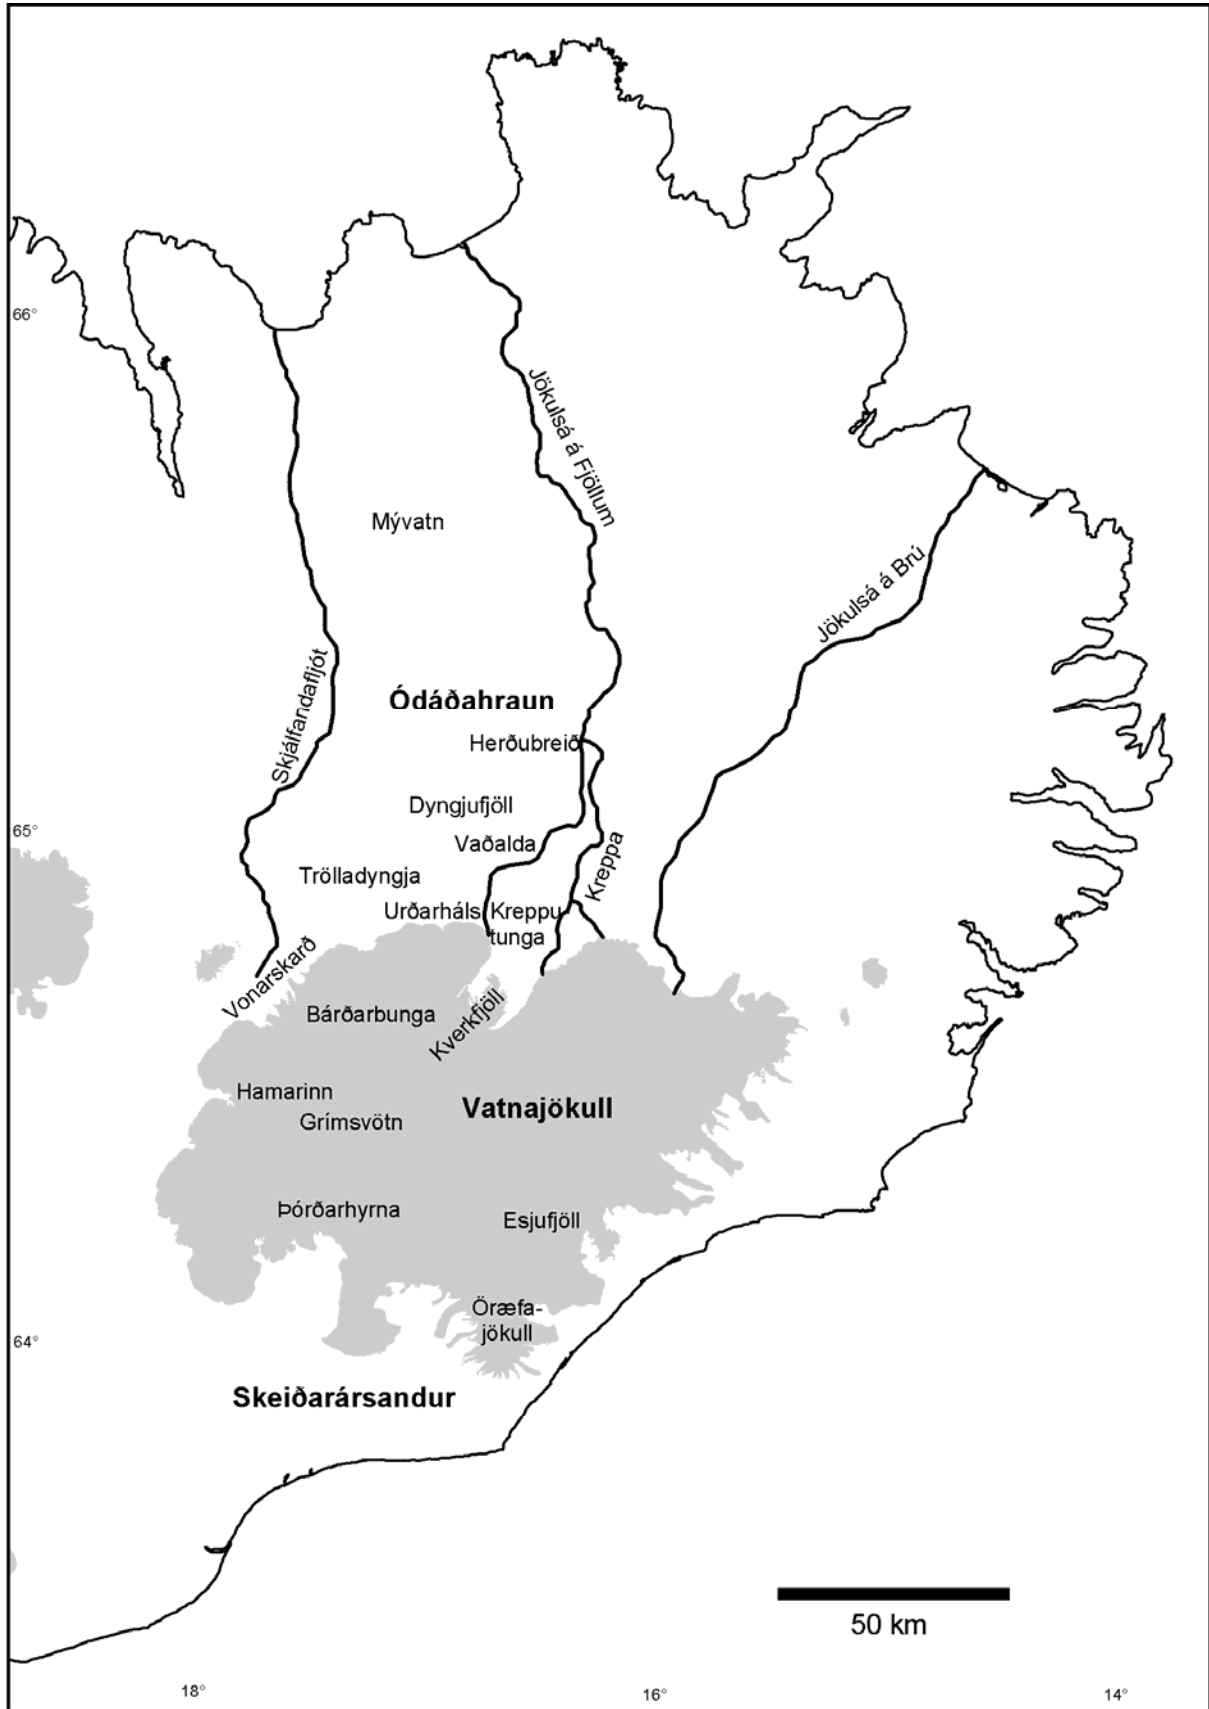 66°
Jökulsá á Fjöllum
Mývatn
Jökulsá á Brú
Skjálfandafljót
Ódáðahraun
Herðubreið
Dyngjufjöll
65°
Vaðalda
Kreppa
Trölladyngja
Urðarháls
Kreppu
tunga
Vonarskarð
Bárðarbunga
Kverkfjöll
Hamarinn
Vatnajökull
Grímsvötn
Þórðarhyrna
Esjufjöll
Öræfa-
jökull
64°
Skeiðarársandur
50 km
18°
16°
14°